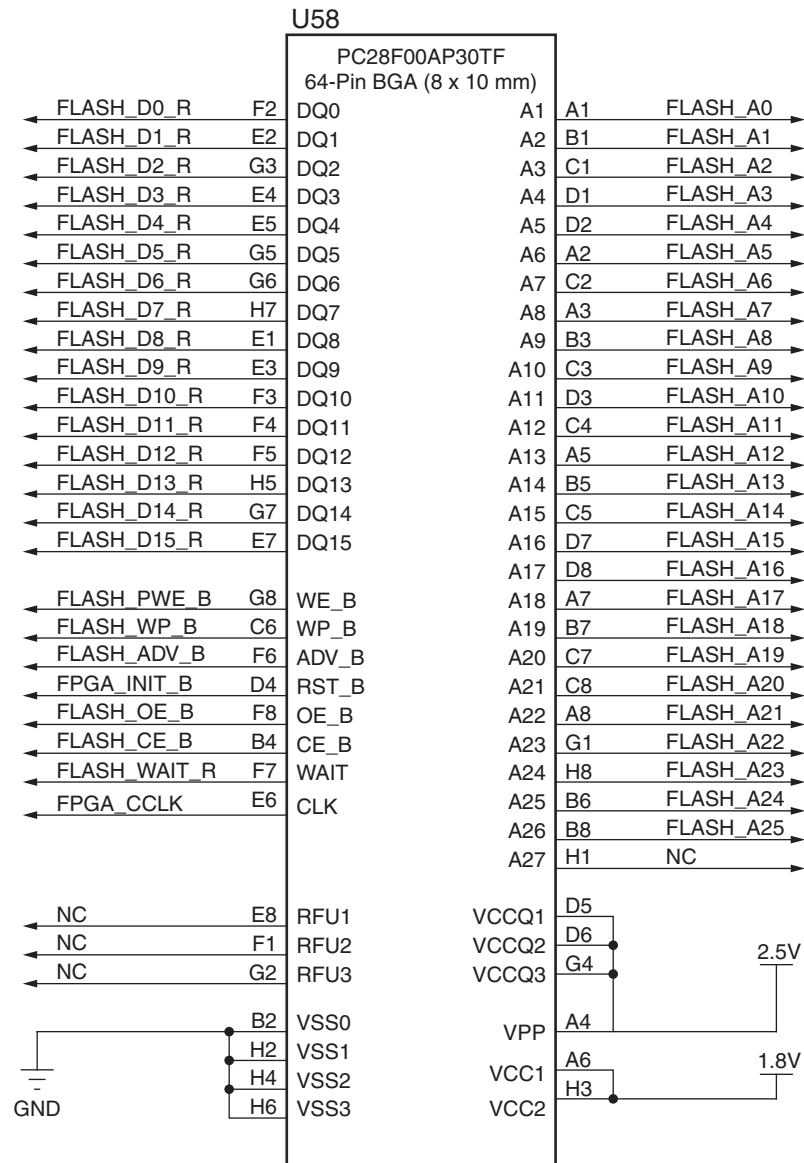 U58
PC28F00AP30TF
64-Pin BGA (8 x 10 mm)
FLASH_D0_R F2 DQ0 A1 A1 FLASH_A0
FLASH_D1_R E2 DQ1 A2 B1 FLASH_A1
FLASH_D2_R G3 DQ2 A3 C1 FLASH_A2
FLASH_D3_R E4 DQ3 A4 D1 FLASH_A3
FLASH_D4_R E5 DQ4 A5 D2 FLASH_A4
FLASH_D5_R G5 DQ5 A6 A2 FLASH_A5
FLASH_D6_R G6 DQ6 A7 C2 FLASH_A6
FLASH_D7_R H7 DQ7 A8 A3 FLASH_A7
FLASH_D8_R E1 DQ8 A9 B3 FLASH_A8
FLASH_D9_R E3 DQ9 A10 C3 FLASH_A9
FLASH_D10_R F3 DQ10 A11 D3 FLASH_A10
FLASH_D11_R F4 DQ11 A12 C4 FLASH_A11
FLASH_D12_R F5 DQ12 A13 A5 FLASH_A12
FLASH_D13_R H5 DQ13 A14 B5 FLASH_A13
FLASH_D14_R G7 DQ14 A15 C5 FLASH_A14
FLASH_D15_R E7 DQ15 A16 D7 FLASH_A15
A17 D8 FLASH_A16
FLASH_PWE_B G8 WE_B A18 A7 FLASH_A17
FLASH_WP_B C6 WP_B A19 B7 FLASH_A18
FLASH_ADV_B F6 ADV_B A20 C7 FLASH_A19
FPGA_INIT_B D4 RST_B A21 C8 FLASH_A20
FLASH_OE_B F8 OE_B A22 A8 FLASH_A21
FLASH_CE_B B4 CE_B A23 G1 FLASH_A22
FLASH_WAIT_R F7 WAIT A24 H8 FLASH_A23
FPGA_CCLK E6 CLK A25 B6 FLASH_A24
A26 B8 FLASH_A25
A27 H1 NC
NC E8 RFU1 VCCQ1 D5
NC F1 RFU2 VCCQ2 D6 2.5V
NC G2 RFU3 VCCQ3 G4
B2 VSS0 VPP A4
H2 VSS1 VCC1 A6 1.8V
H4 VSS2 VCC2 H3
GND H6 VSS3